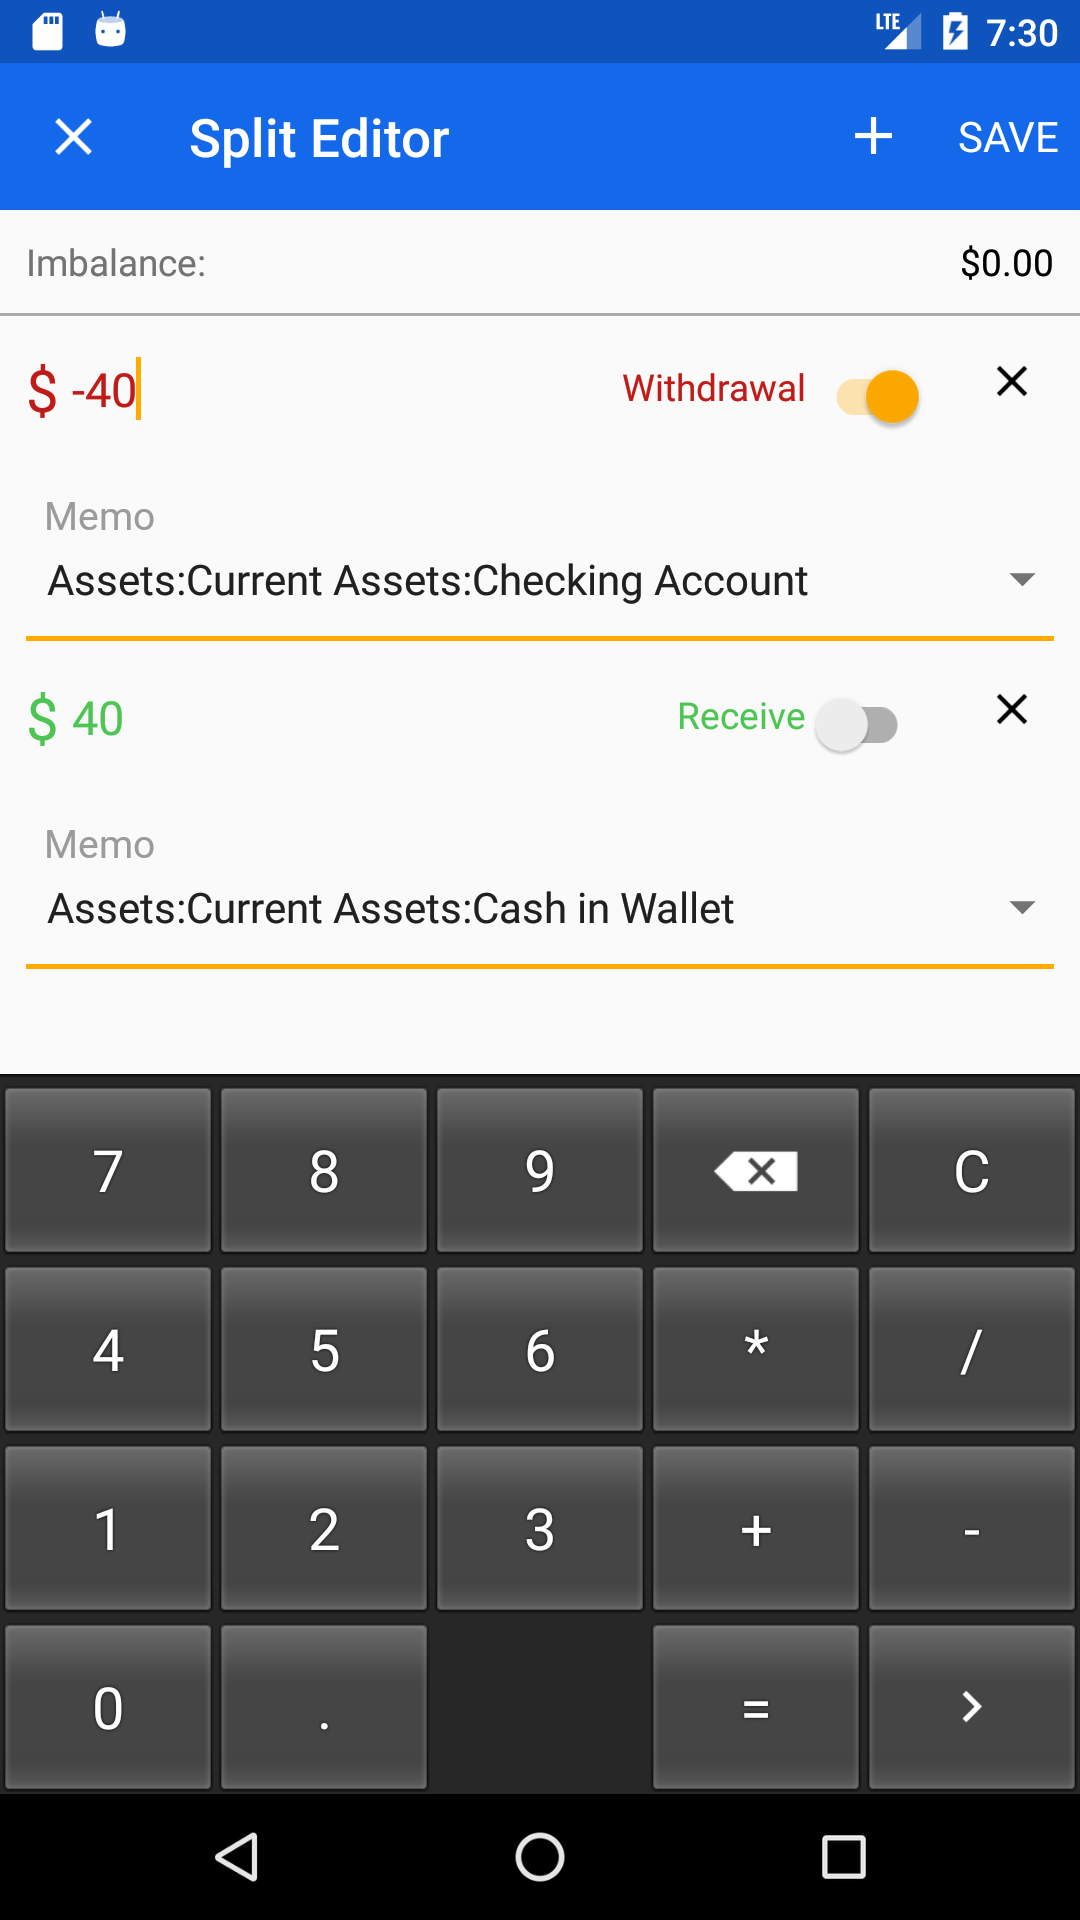 LTE 7:30
Split Editor + SAVE
Imbalance: $0.00
$ -40 Withdrawal
Memo
Assets:Current Assets:Checking Account
$ 40 Receive
Memo
Assets:Current Assets:Cash in Wallet
7 8 9 C
4 5 6 * /
1 2 3 + -
0 . = >